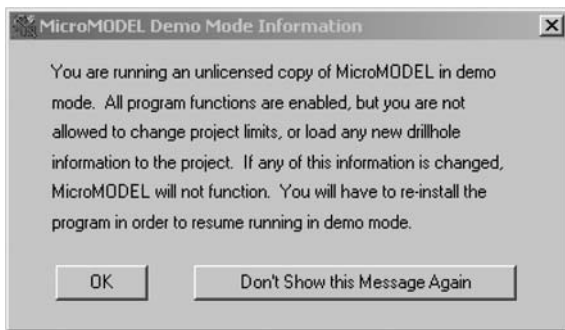 MicroMODEL Demo Mode Information
You are running an unlicensed copy of MicroMODEL in demo
mode. All program functions are enabled, but you are not
allowed to change project limits, or load any new drillhole
information to the project. If any of this information is changed,
MicroMODEL will not function. You will have to re-install the
program in order to resume running in demo mode.
OK
Don't Show this Message Again